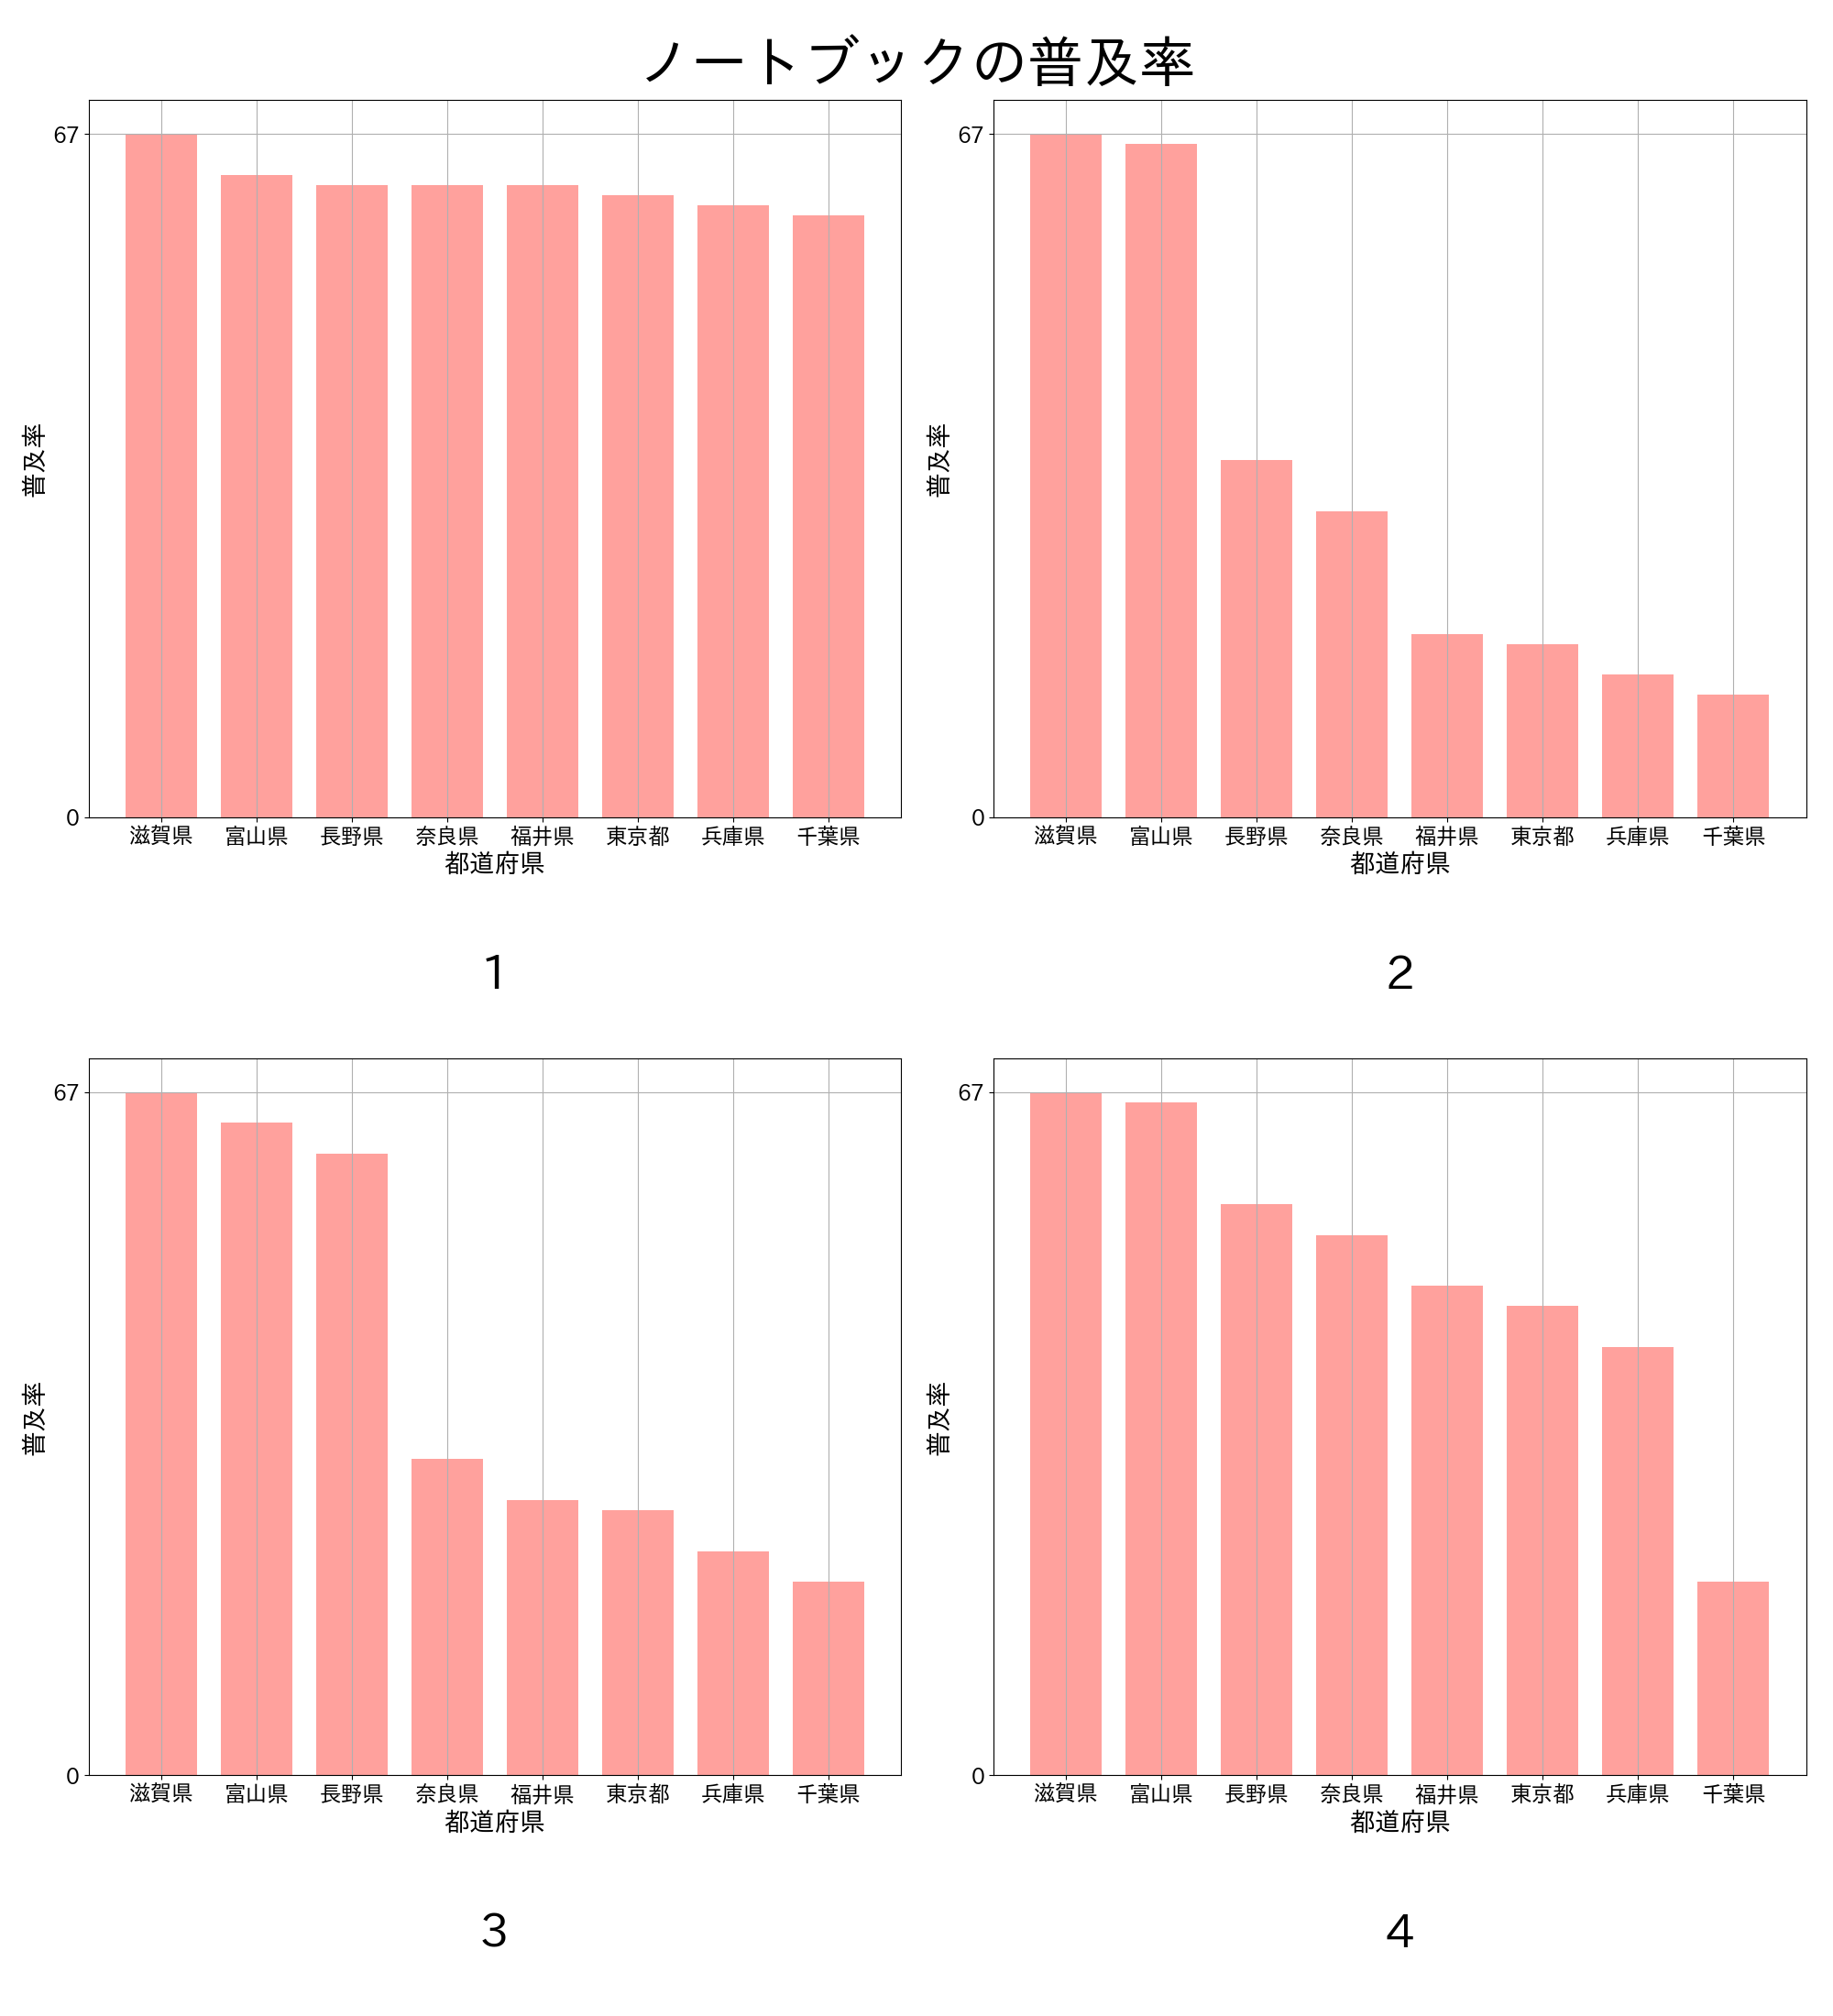 ノートブックの普及率
67
0
普及率
滋賀県 富山県 長野県 奈良県 福井県 東京都 兵庫県 千葉県
都道府県
1
67
0
普及率
滋賀県 富山県 長野県 奈良県 福井県 東京都 兵庫県 千葉県
都道府県
2
67
0
普及率
滋賀県 富山県 長野県 奈良県 福井県 東京都 兵庫県 千葉県
都道府県
3
67
0
普及率
滋賀県 富山県 長野県 奈良県 福井県 東京都 兵庫県 千葉県
都道府県
4